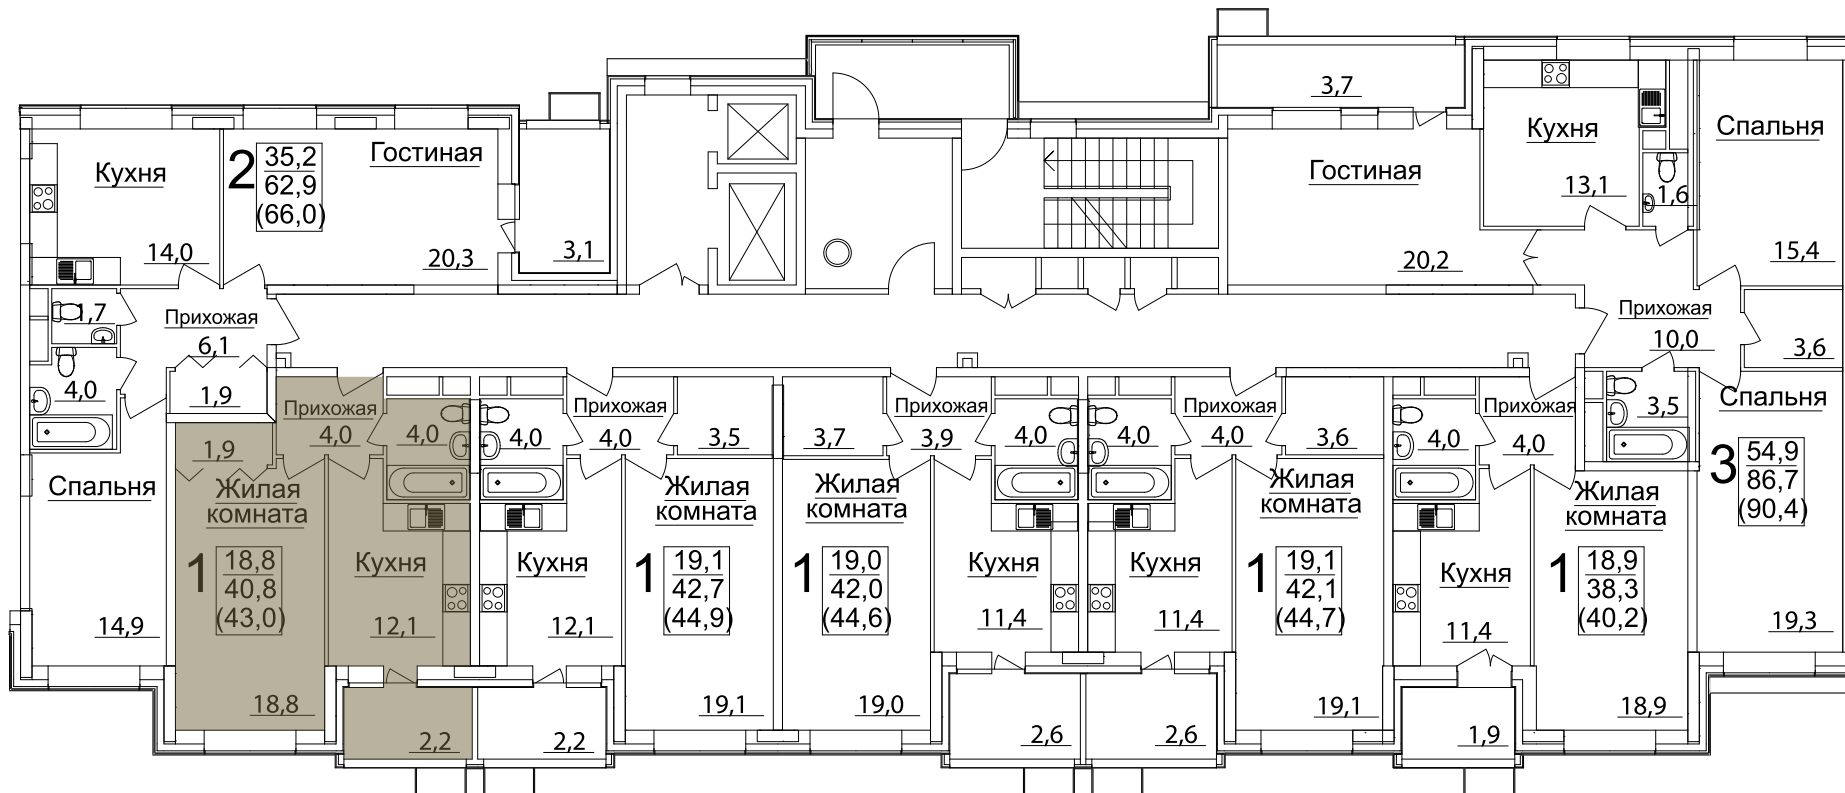 Кухня
14,0
2
35,2
62,9
(66,0)
Гостиная
20,3
3,1
3,7
Гостиная
20,2
Кухня
13,1
1,6
Спальня
15,4
1,7
Прихожая
6,1
4,0
1,9
Прихожая
10,0
3,6
3,5
Спальня
3
54,9
86,7
(90,4)
19,3
Спальня
14,9
1,9
Прихожая
4,0
4,0
Жилая
комната
1
18,8
40,8
(43,0)
18,8
Кухня
12,1
2,2
4,0
Прихожая
4,0
3,5
Кухня
12,1
2,2
Жилая
комната
1
19,1
42,7
(44,9)
19,1
3,7
Прихожая
3,9
4,0
Жилая
комната
1
19,0
42,0
(44,6)
19,0
Кухня
11,4
2,6
4,0
Прихожая
4,0
3,6
Кухня
11,4
2,6
Жилая
комната
1
19,1
42,1
(44,7)
19,1
4,0
Прихожая
4,0
Кухня
11,4
1,9
Жилая
комната
1
18,9
38,3
(40,2)
18,9